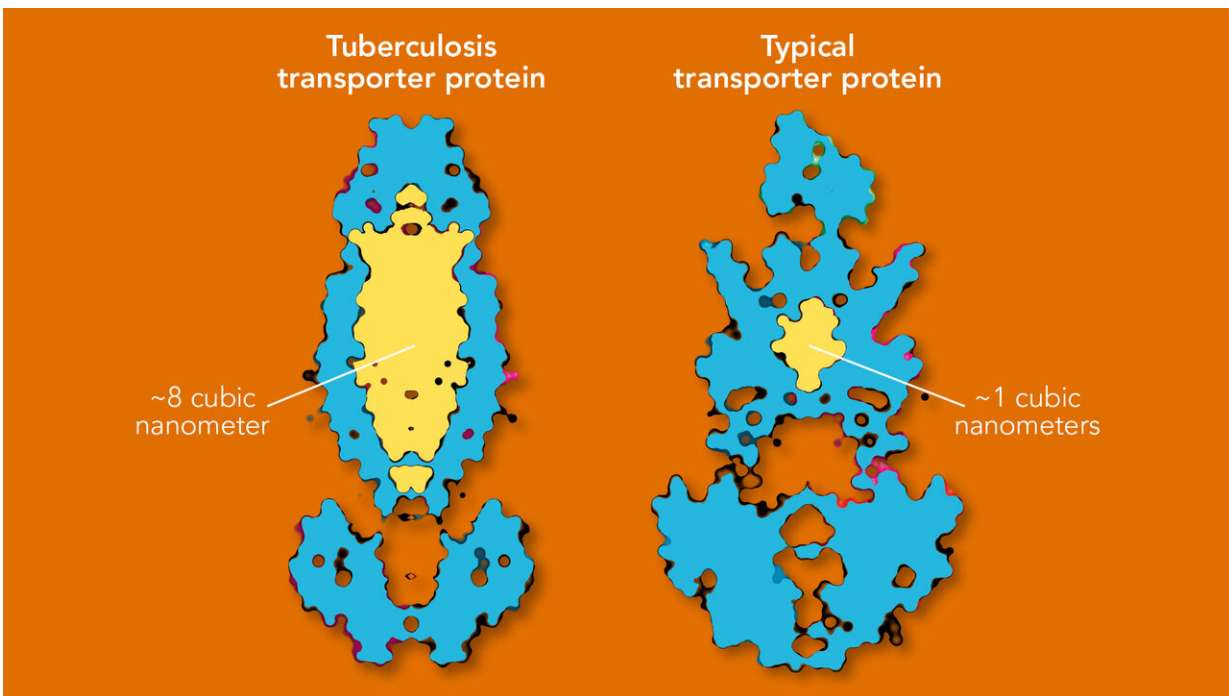 Tuberculosis
transporter protein
Typical
transporter protein
~8 cubic
nanometer
~1 cubic
nanometers